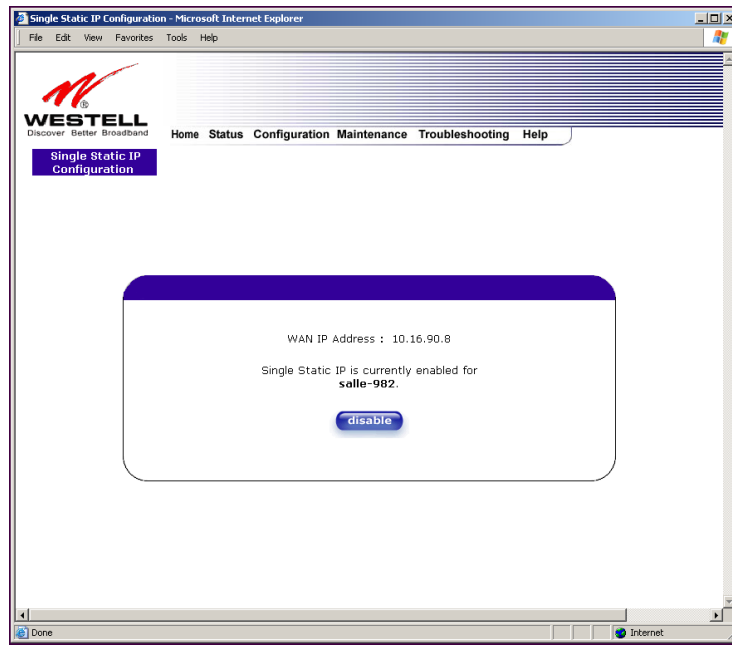 Single Static IP Configuration - Microsoft Internet Explorer
File Edit View Favorites Tools Help
®
WESTELL
Discover Better Broadband
Home Status Configuration Maintenance Troubleshooting Help
Single Static IP
Configuration
WAN IP Address : 10.16.90.8
Single Static IP is currently enabled for
salle-982.
disable
Done
Internet